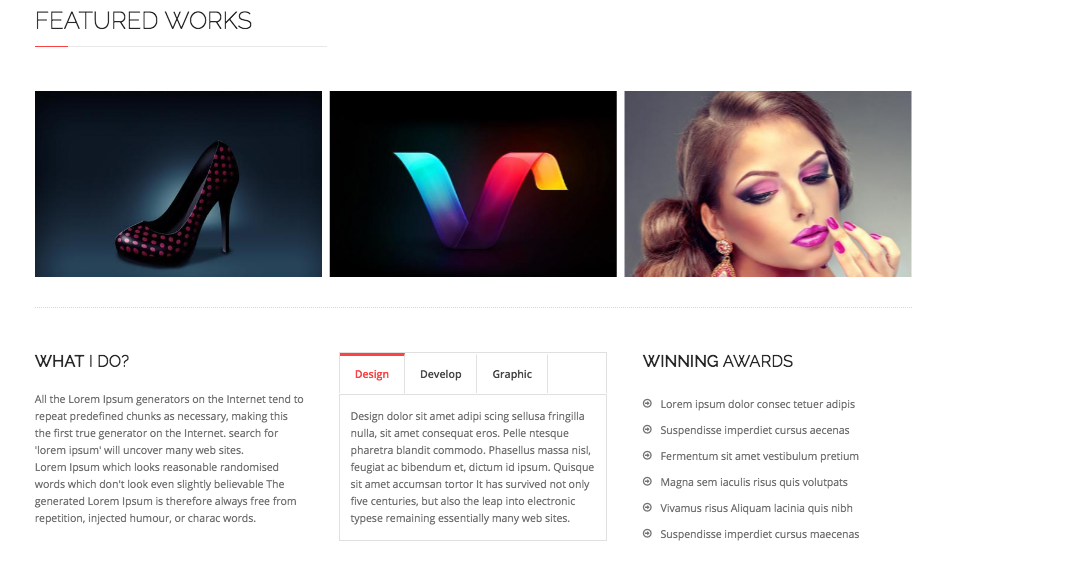 FEATURED WORKS
WHAT I DO?
All the Lorem Ipsum generators on the Internet tend to
repeat predefined chunks as necessary, making this
the first true generator on the Internet. search for
'lorem ipsum' will uncover many web sites.
Lorem Ipsum which looks reasonable randomised
words which don't look even slightly believable The
generated Lorem Ipsum is therefore always free from
repetition, injected humour, or charac words.
Design Develop Graphic
Design dolor sit amet adipi scing sellusa fringilla
nulla, sit amet consequat eros. Pelle ntesque
pharetra blandit commodo. Phasellus massa nisl,
feugiat ac bibendum et, dictum id ipsum. Quisque
sit amet accumsan tortor It has survived not only
five centuries, but also the leap into electronic
typese remaining essentially many web sites.
WINNING AWARDS
Lorem ipsum dolor consec tetuer adipis
Suspendisse imperdiet cursus aecenas
Fermentum sit amet vestibulum pretium
Magna sem iaculis risus quis volutpats
Vivamus risus Aliquam lacinia quis nibh
Suspendisse imperdiet cursus maecenas